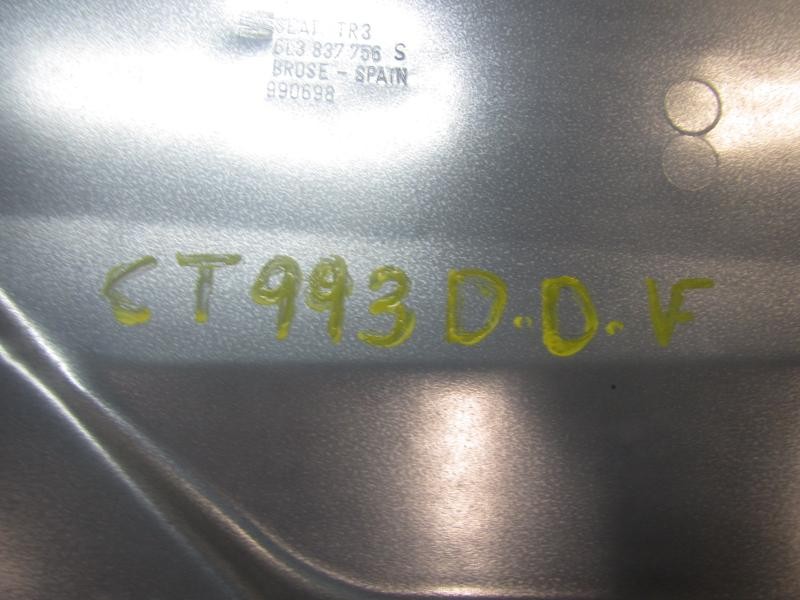 SEAT TR3
6L3 837 756 S
BROSE - SPAIN
990698
CT993D.D.F